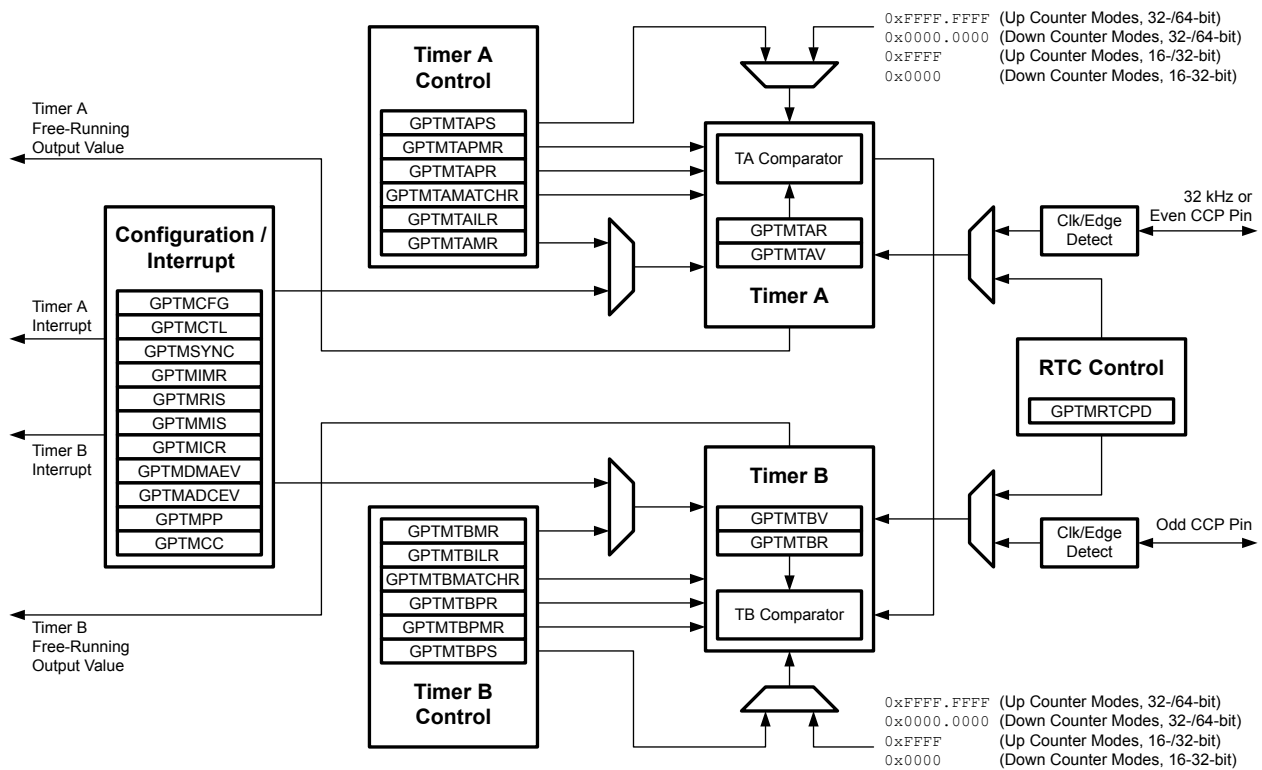 0xFFFF.FFFF (Up Counter Modes, 32-/64-bit)
0x0000.0000 (Down Counter Modes, 32-/64-bit)
0xFFFF (Up Counter Modes, 16-/32-bit)
0x0000 (Down Counter Modes, 16-32-bit)
Timer A
Control
GPTMTAPS
GPTMTAPMR
GPTMTAPR
GPTMTAMATCHR
GPTMTAILR
GPTMTAMR
Timer A
Free-Running
Output Value
TA Comparator
GPTMTAR
GPTMTAV
Timer A
32 kHz or
Even CCP Pin
Clk/Edge
Detect
Configuration /
Interrupt
GPTMCFG
GPTMCTL
GPTMSYNC
GPTMIMR
GPTMRIS
GPTMMIS
GPTMICR
GPTMDMAEV
GPTMADCEV
GPTMPP
GPTMCC
Timer A
Interrupt
Timer B
Interrupt
RTC Control
GPTMRTCPD
Timer B
GPTMTBV
GPTMTBR
TB Comparator
Clk/Edge
Detect
Odd CCP Pin
GPTMTBMR
GPTMTBILR
GPTMTBMATCHR
GPTMTBPR
GPTMTBPMR
GPTMTBPS
Timer B
Control
Timer B
Free-Running
Output Value
0xFFFF.FFFF (Up Counter Modes, 32-/64-bit)
0x0000.0000 (Down Counter Modes, 32-/64-bit)
0xFFFF (Up Counter Modes, 16-/32-bit)
0x0000 (Down Counter Modes, 16-32-bit)